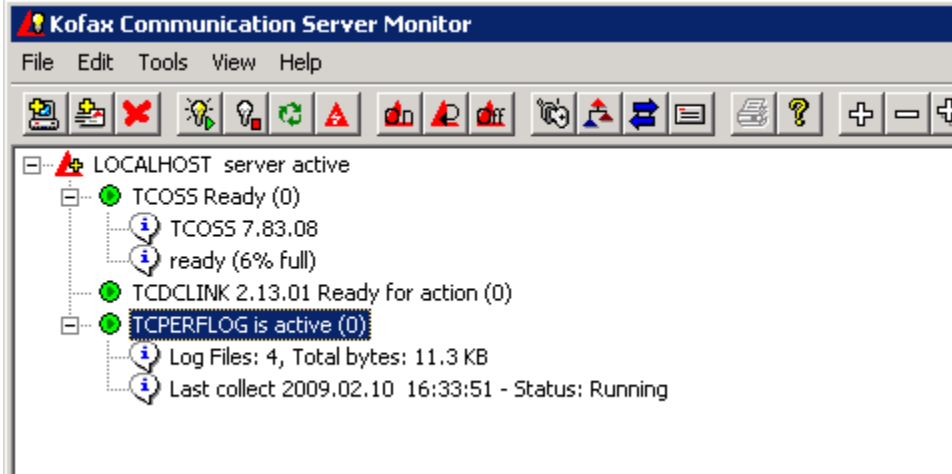 Kofax Communication Server Monitor
File Edit Tools View Help
on off
LOCALHOST server active
TCOSS Ready (0)
TCOSS 7.83.08
ready (6% full)
TCDCLINK 2.13.01 Ready for action (0)
TCPERFLOG is active (0)
Log Files: 4, Total bytes: 11.3 KB
Last collect 2009.02.10 16:33:51 - Status: Running